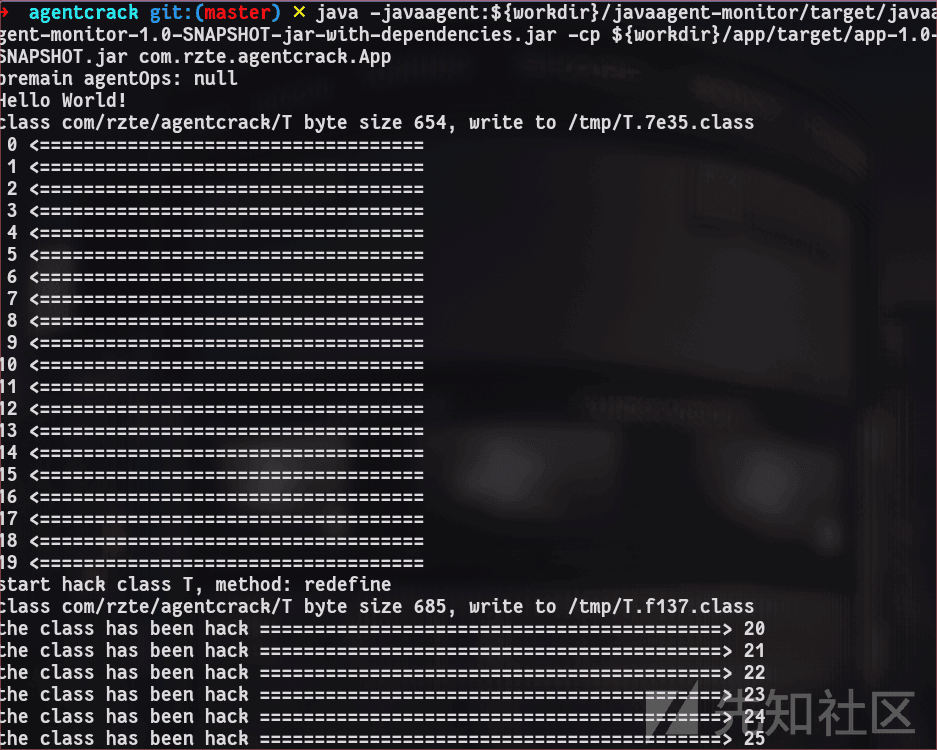 ➜ agentcrack git:(master) ✕ java -javaagent:${workdir}/javaagent-monitor/target/javaa
gent-monitor-1.0-SNAPSHOT-jar-with-dependencies.jar -cp ${workdir}/app/target/app-1.0-
SNAPSHOT.jar com.rzte.agentcrack.App
premain agentOps: null
Hello World!
class com/rzte/agentcrack/T byte size 654, write to /tmp/T.7e35.class
0 <===================================
1 <===================================
2 <===================================
3 <===================================
4 <===================================
5 <===================================
6 <===================================
7 <===================================
8 <===================================
9 <===================================
10 <===================================
11 <===================================
12 <===================================
13 <===================================
14 <===================================
15 <===================================
16 <===================================
17 <===================================
18 <===================================
19 <===================================
start hack class T, method: redefine
class com/rzte/agentcrack/T byte size 685, write to /tmp/T.f137.class
the class has been hack ==========================================> 20
the class has been hack ==========================================> 21
the class has been hack ==========================================> 22
the class has been hack ==========================================> 23
the class has been hack ==========================================> 24
the class has been hack ==========================================> 25
先知社区